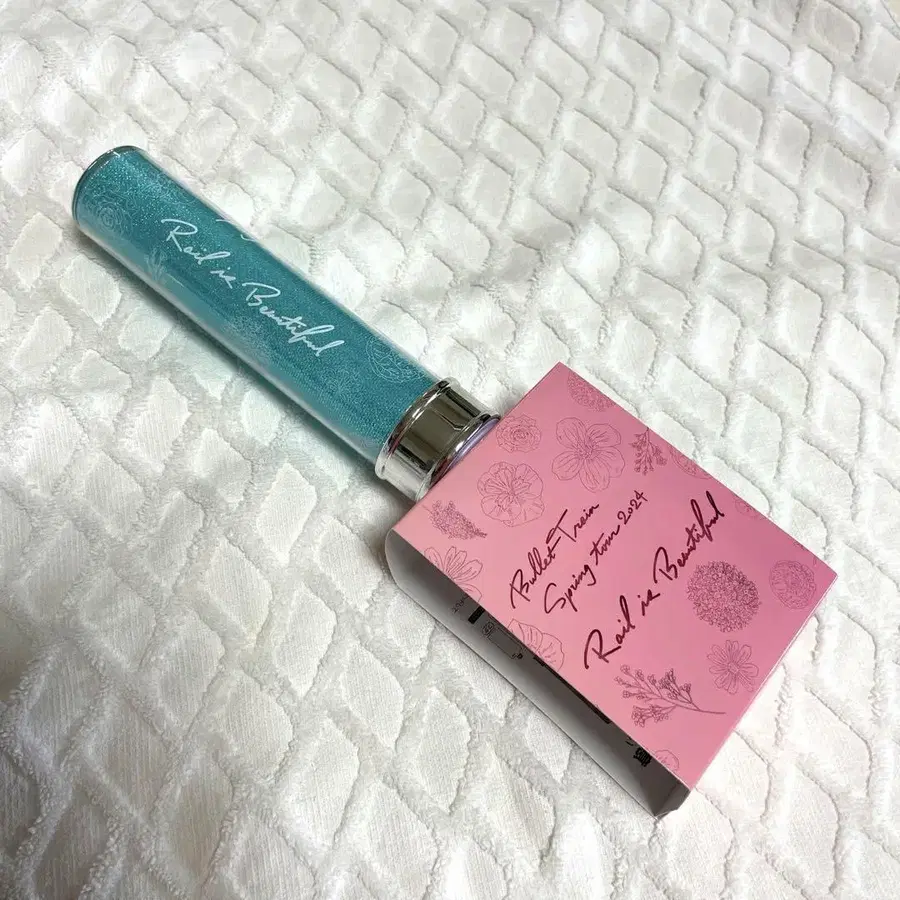 Rail is Beautiful
Bullet Train
Spring tour 2024
Rail is Beautiful